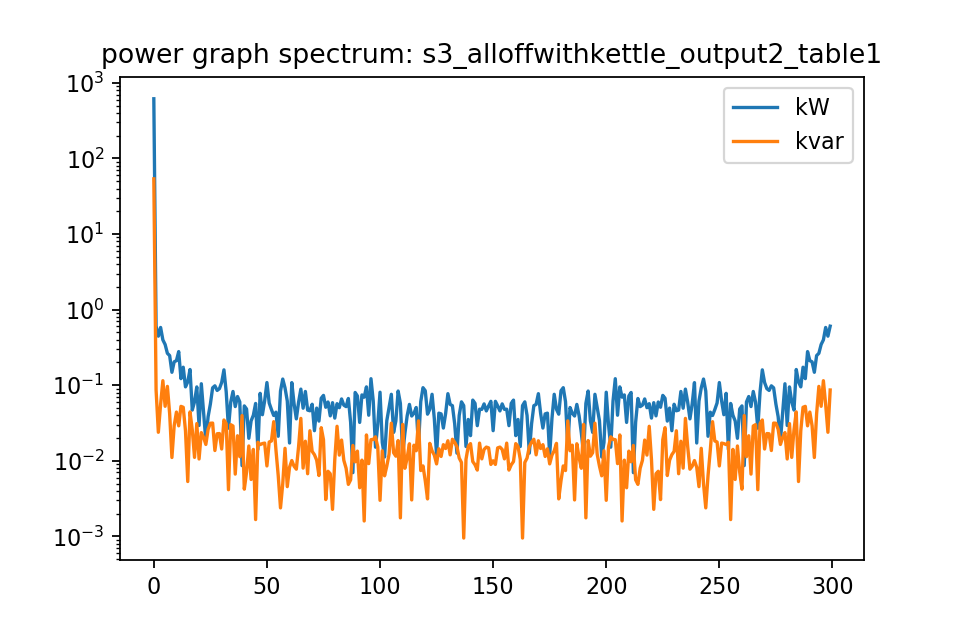 power graph spectrum: s3_alloffwithkettle_output2_table1
kW
kvar
10³
10²
10¹
10⁰
10⁻¹
10⁻²
10⁻³
0 50 100 150 200 250 300